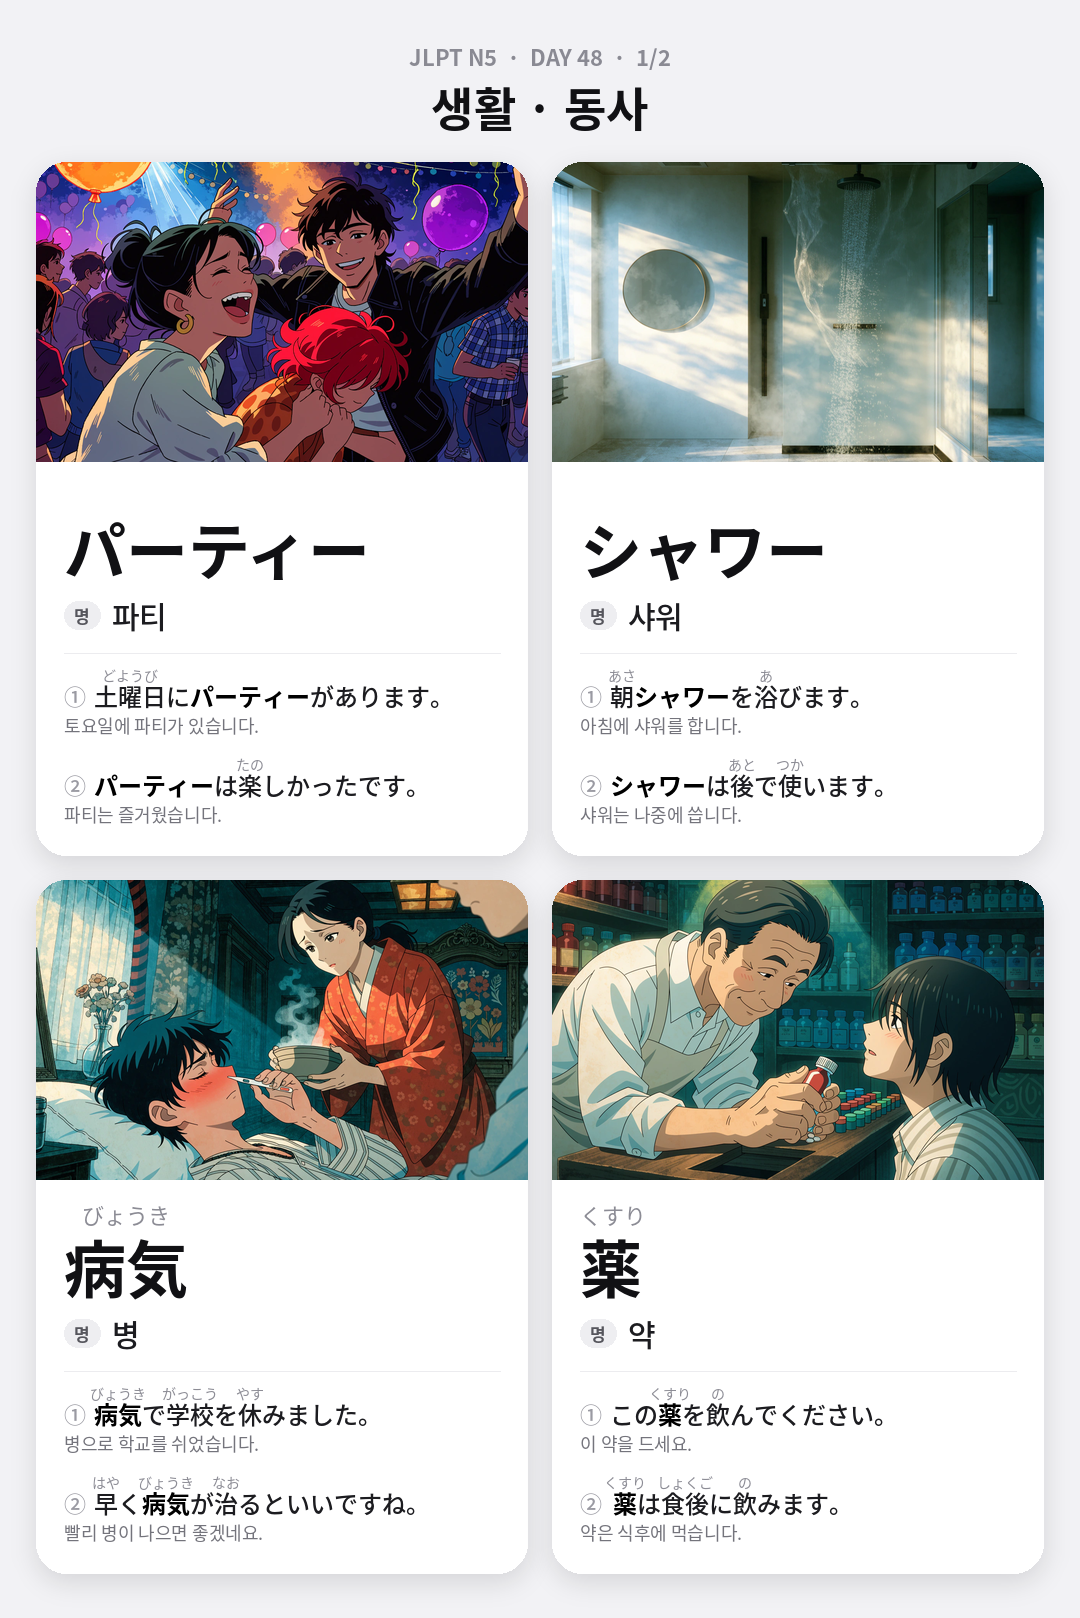 JLPT N5 · DAY 48 · 1/2
생활 · 동사
パーティー
명 파티
どようび
① 土曜日にパーティーがあります。
토요일에 파티가 있습니다.
たの
② パーティーは楽しかったです。
파티는 즐거웠습니다.
シャワー
명 샤워
あさ あ
① 朝シャワーを浴びます。
아침에 샤워를 합니다.
あと つか
② シャワーは後で使います。
샤워는 나중에 씁니다.
びょうき
病気
명 병
びょうき がっこう やす
① 病気で学校を休みました。
병으로 학교를 쉬었습니다.
はや びょうき なお
② 早く病気が治るといいですね。
빨리 병이 나으면 좋겠네요.
くすり
薬
명 약
くすり の
① この薬を飲んでください。
이 약을 드세요.
くすり しょくご の
② 薬は食後に飲みます。
약은 식후에 먹습니다.